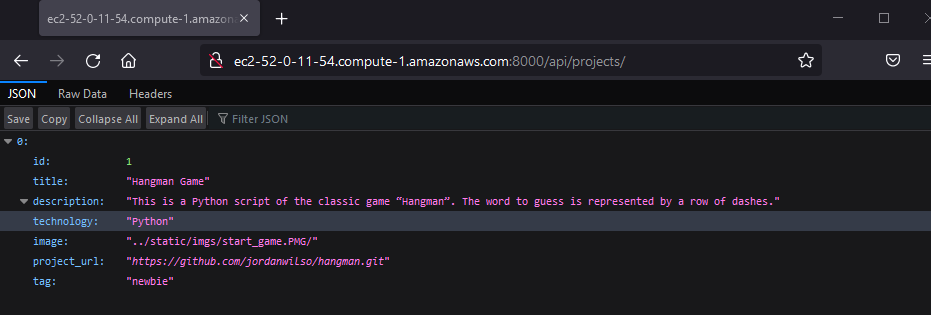 ec2-52-0-11-54.compute-1.amazon
ec2-52-0-11-54.compute-1.amazonaws.com:8000/api/projects/
JSON Raw Data Headers
Save Copy Collapse All Expand All Filter JSON
0:
id: 1
title: "Hangman Game"
description: "This is a Python script of the classic game “Hangman”. The word to guess is represented by a row of dashes."
technology: "Python"
image: "../static/imgs/start_game.PMG/"
project_url: "https://github.com/jordanwilso/hangman.git"
tag: "newbie"